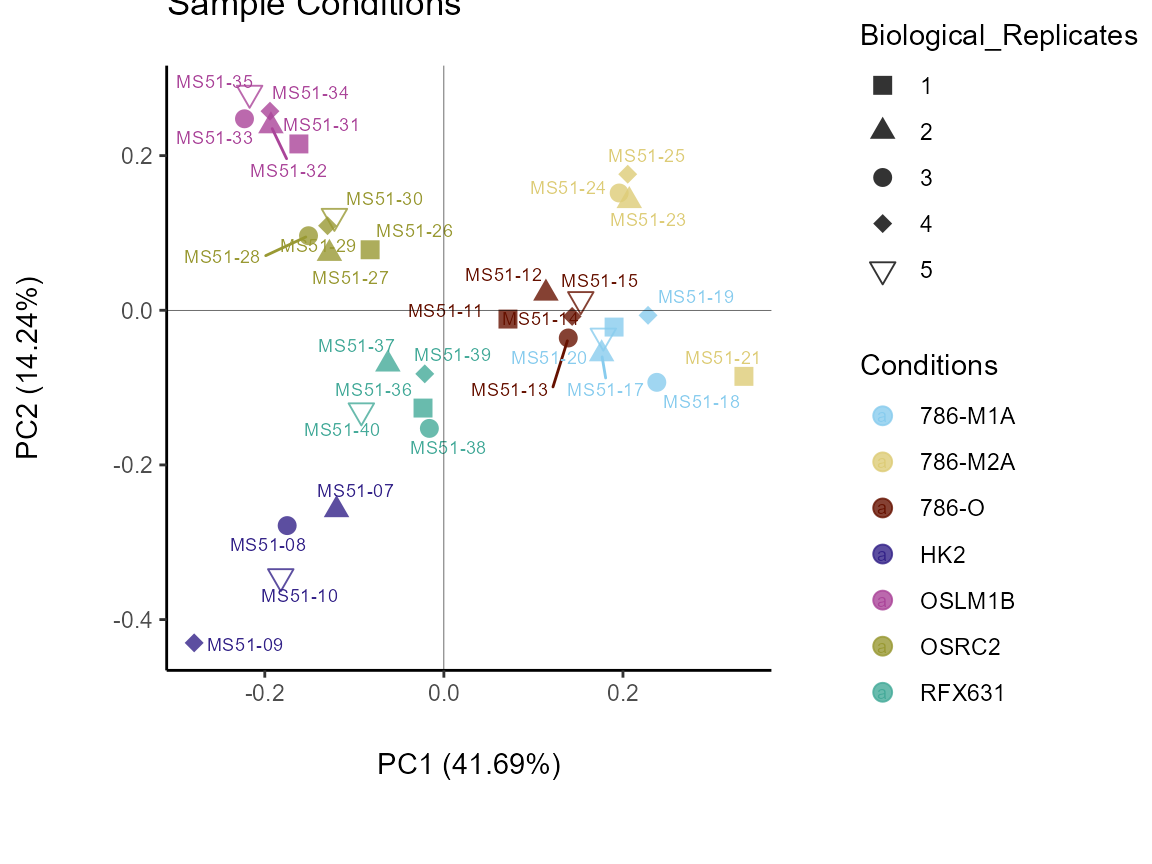 Sample Conditions
MS51-35
MS51-34
MS51-33
MS51-31
MS51-32
MS51-25
MS51-24
MS51-23
MS51-30
MS51-26
MS51-29
MS51-28
MS51-27
MS51-12
MS51-15
MS51-19
MS51-11
MS51-14
MS51-37
MS51-39
MS51-20
MS51-21
MS51-36
MS51-13
MS51-17
MS51-18
MS51-40
MS51-38
MS51-07
MS51-08
MS51-10
MS51-09
0.2
0.0
-0.2
-0.4
-0.2
0.0
0.2
PC2 (14.24%)
PC1 (41.69%)
Biological_Replicates
1
2
3
4
5
Conditions
a 786-M1A
a 786-M2A
a 786-O
a HK2
a OSLM1B
a OSRC2
a RFX631